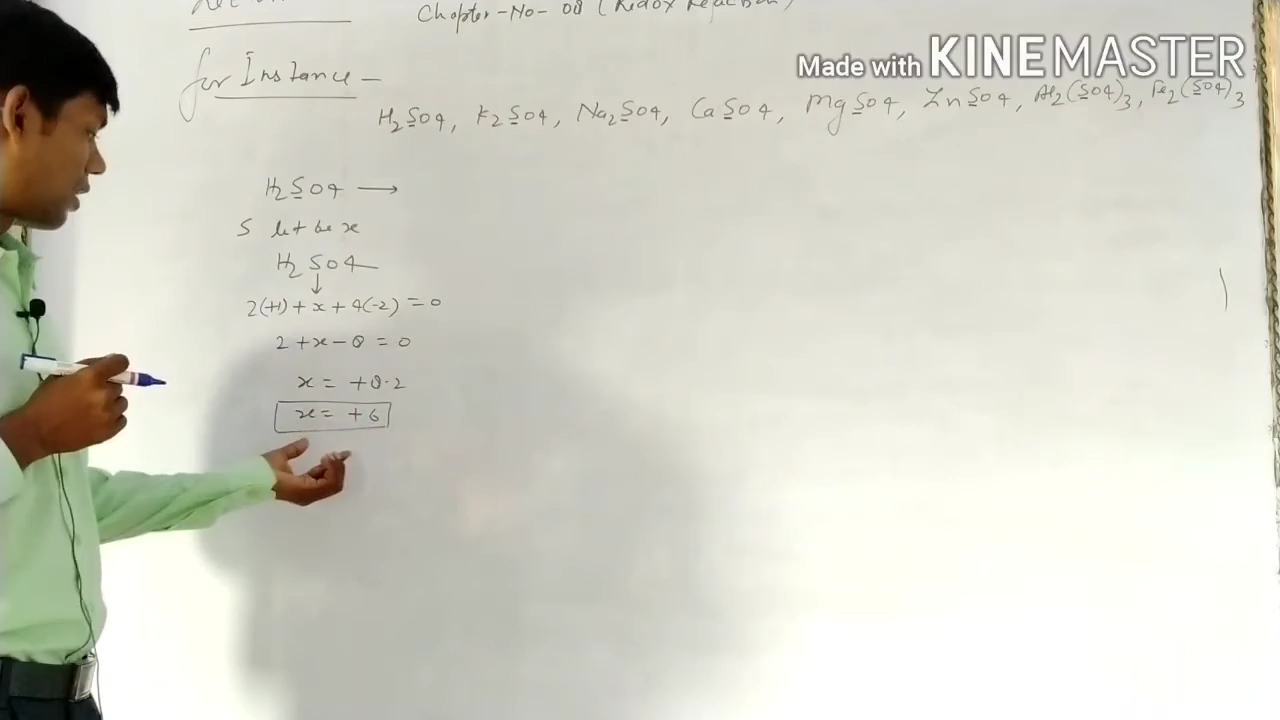 Chapter-No-08 (Redox Reaction)
Made with KINEMASTER
for Instance -
H2SO4, K2SO4, Na2SO4, CaSO4, MgSO4, ZnSO4, Al2(SO4)3, Fe2(SO4)3
H2SO4 →
S let be x
H2SO4
↓
2(+1) + x + 4(-2) = 0
2 + x - 8 = 0
x = +8-2
x = +6